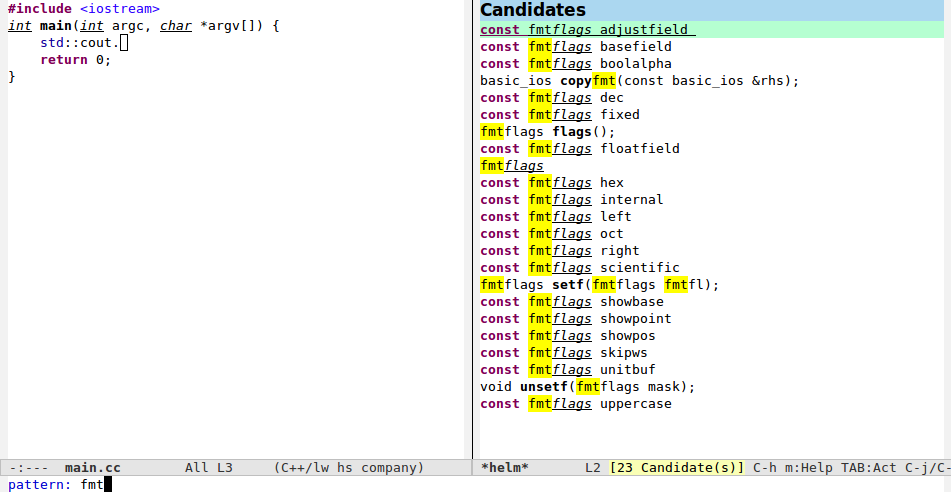 #include <iostream>
int main(int argc, char *argv[]) {
    std::cout.
    return 0;
}
-:---  main.cc        All L3     (C++/lw hs company)
Candidates
const fmtflags adjustfield
const fmtflags basefield
const fmtflags boolalpha
basic_ios copyfmt(const basic_ios &rhs);
const fmtflags dec
const fmtflags fixed
fmtflags flags();
const fmtflags floatfield
fmtflags
const fmtflags hex
const fmtflags internal
const fmtflags left
const fmtflags oct
const fmtflags right
const fmtflags scientific
fmtflags setf(fmtflags fmtfl);
const fmtflags showbase
const fmtflags showpoint
const fmtflags showpos
const fmtflags skipws
const fmtflags unitbuf
void unsetf(fmtflags mask);
const fmtflags uppercase
*helm*       L2 [23 Candidate(s)] C-h m:Help TAB:Act C-j/C-
pattern: fmt